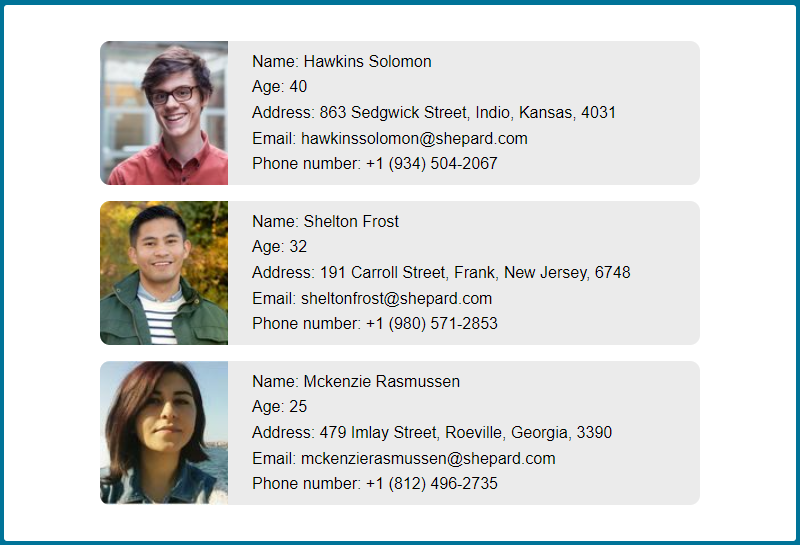 Name: Hawkins Solomon
Age: 40
Address: 863 Sedgwick Street, Indio, Kansas, 4031
Email: hawkinssolomon@shepard.com
Phone number: +1 (934) 504-2067
Name: Shelton Frost
Age: 32
Address: 191 Carroll Street, Frank, New Jersey, 6748
Email: sheltonfrost@shepard.com
Phone number: +1 (980) 571-2853
Name: Mckenzie Rasmussen
Age: 25
Address: 479 Imlay Street, Roeville, Georgia, 3390
Email: mckenzierasmussen@shepard.com
Phone number: +1 (812) 496-2735